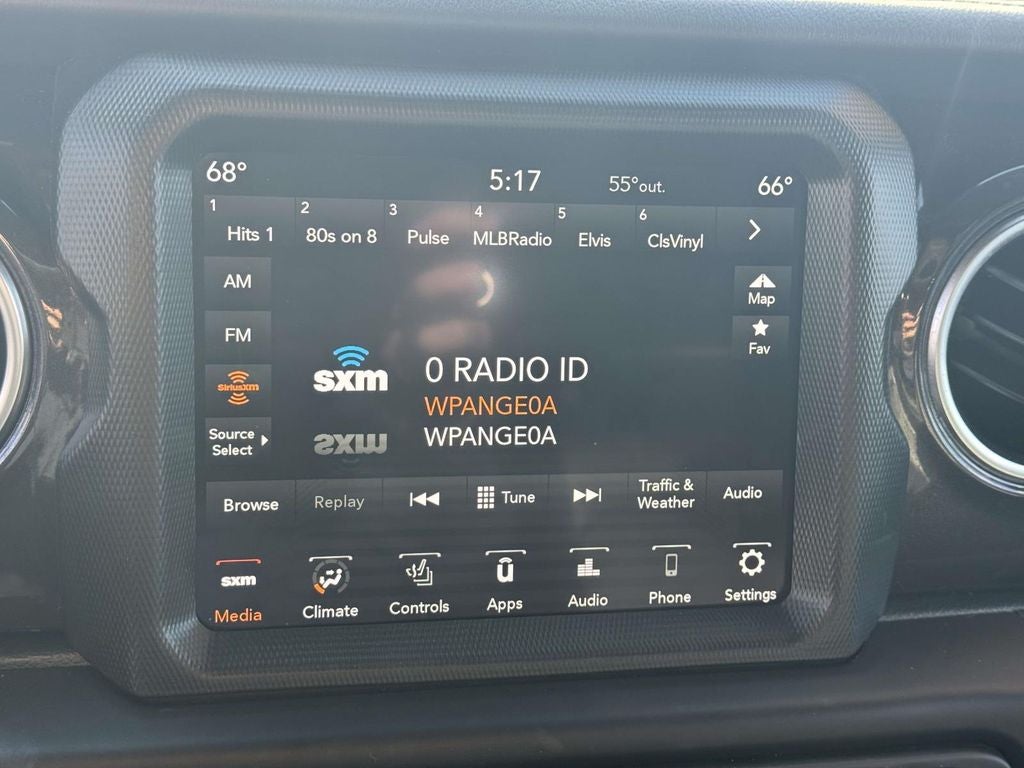 68° 5:17 55°out. 66°
1 2 3 4 5 6
Hits 1 80s on 8 Pulse MLBRadio Elvis ClsVinyl
AM
Map
FM
Fav
SiriusXM
sxm
0 RADIO ID
WPANGE0A
WPANGE0A
Source
Select
sxm
Browse Replay Tune Traffic &
Weather Audio
sxm
Media Climate Controls Apps Audio Phone Settings